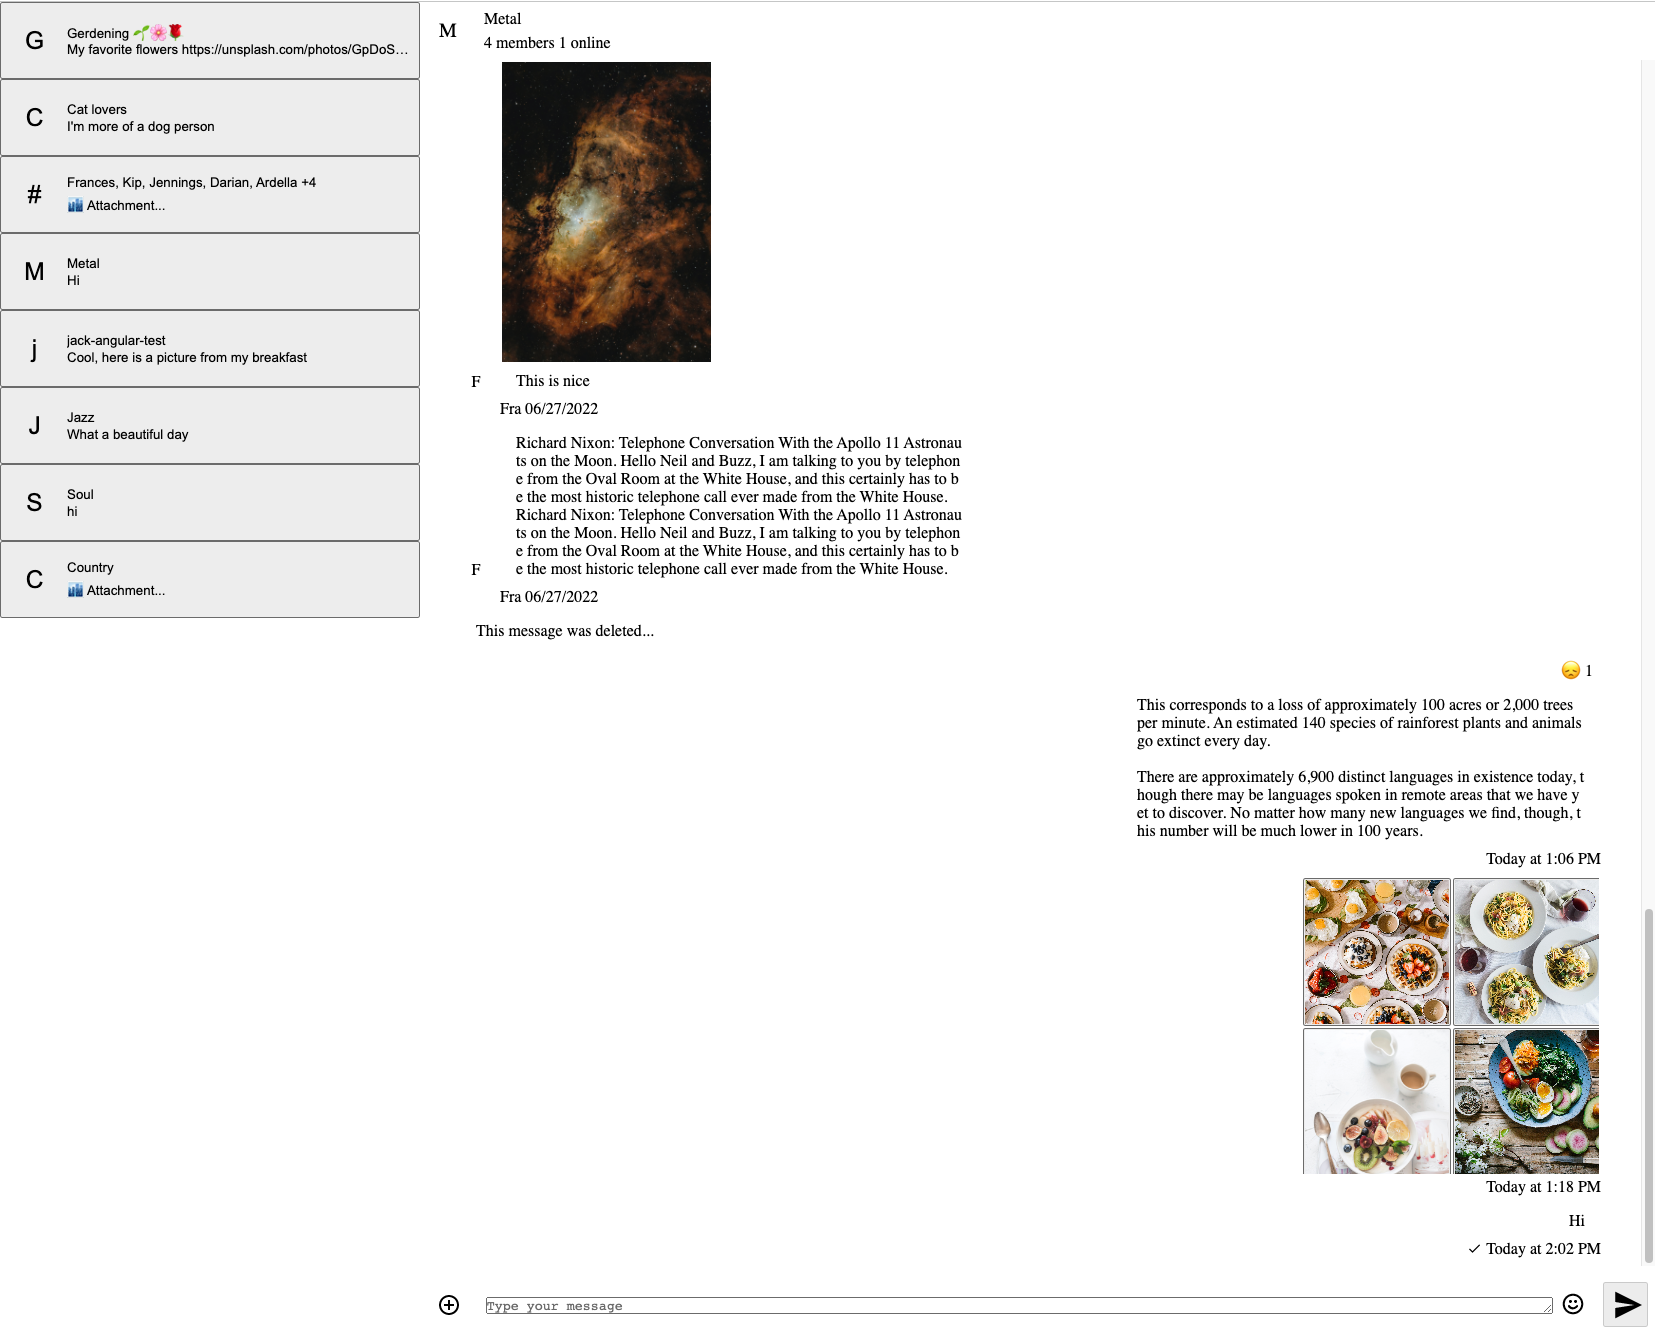 G
Gerdening 🌱🌸🌹
My favorite flowers https://unsplash.com/photos/GpDoS…
C
Cat lovers
I'm more of a dog person
#
Frances, Kip, Jennings, Darian, Ardella +4
🏙️ Attachment...
M
Metal
Hi
j
jack-angular-test
Cool, here is a picture from my breakfast
J
Jazz
What a beautiful day
S
Soul
hi
C
Country
🏙️ Attachment...
M
Metal
4 members 1 online
F
This is nice
Fra 06/27/2022
Richard Nixon: Telephone Conversation With the Apollo 11 Astronau
ts on the Moon. Hello Neil and Buzz, I am talking to you by telephon
e from the Oval Room at the White House, and this certainly has to b
e the most historic telephone call ever made from the White House.
Richard Nixon: Telephone Conversation With the Apollo 11 Astronau
ts on the Moon. Hello Neil and Buzz, I am talking to you by telephon
e from the Oval Room at the White House, and this certainly has to b
F
e the most historic telephone call ever made from the White House.
Fra 06/27/2022
This message was deleted...
😞 1
This corresponds to a loss of approximately 100 acres or 2,000 trees
per minute. An estimated 140 species of rainforest plants and animals
go extinct every day.
There are approximately 6,900 distinct languages in existence today, t
hough there may be languages spoken in remote areas that we have y
et to discover. No matter how many new languages we find, though, t
his number will be much lower in 100 years.
Today at 1:06 PM
Today at 1:18 PM
Hi
✓ Today at 2:02 PM
Type your message